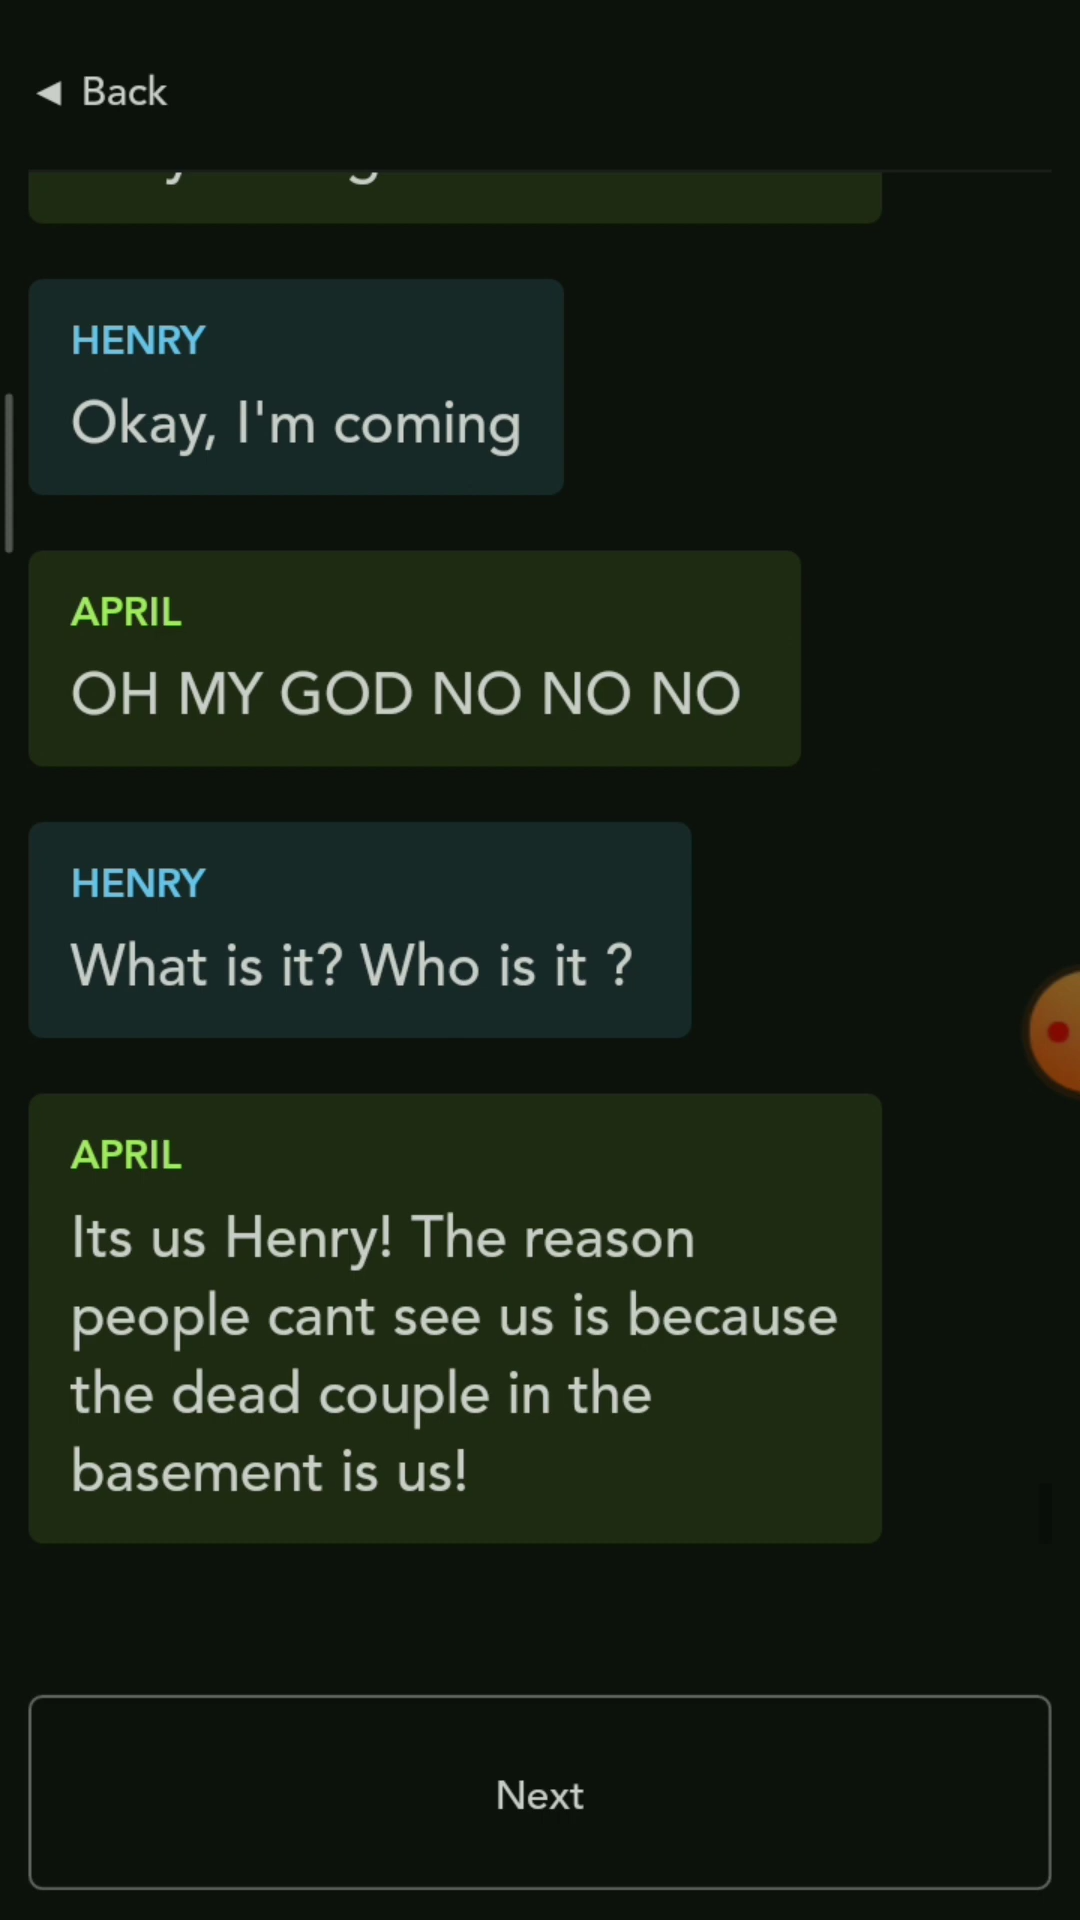 ◀ Back
HENRY
Okay, I'm coming
APRIL
OH MY GOD NO NO NO
HENRY
What is it? Who is it ?
APRIL
Its us Henry! The reason
people cant see us is because
the dead couple in the
basement is us!
Next